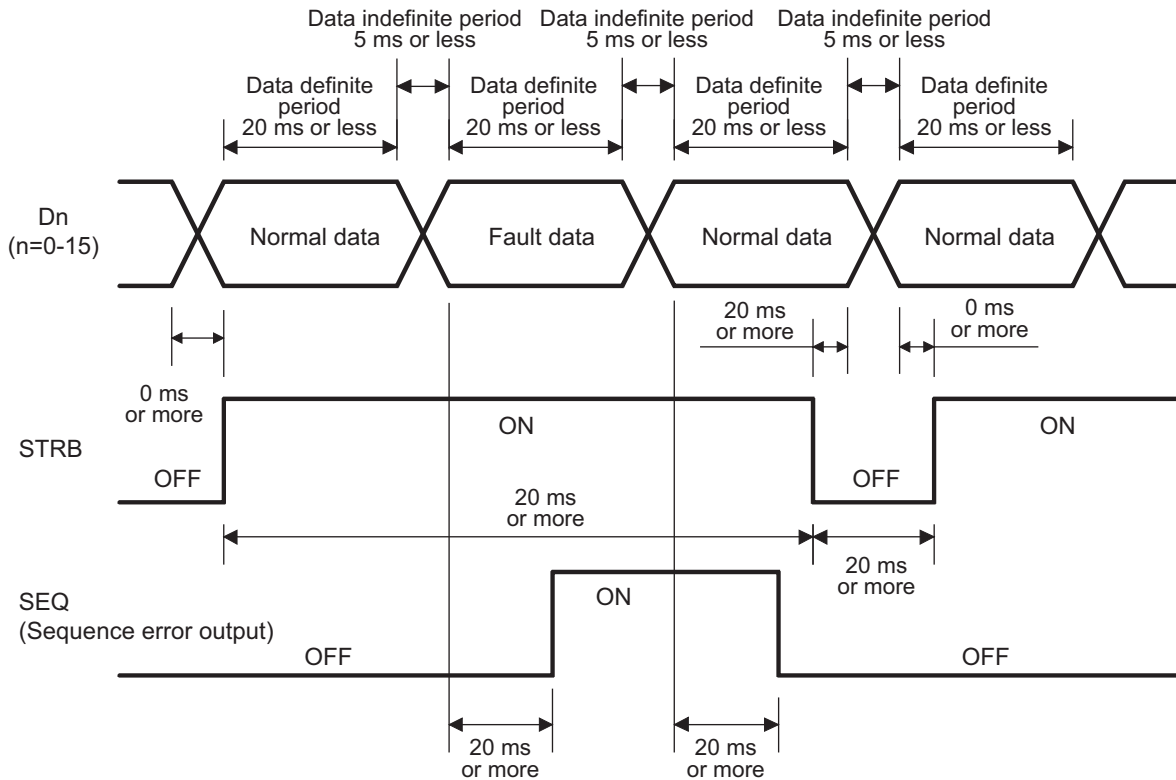 Data indefinite period
5 ms or less
Data indefinite period
5 ms or less
Data indefinite period
5 ms or less
Data definite
period
20 ms or less
Data definite
period
20 ms or less
Data definite
period
20 ms or less
Data definite
period
20 ms or less
Dn
(n=0-15)
Normal data
Fault data
Normal data
Normal data
20 ms
or more
0 ms
or more
0 ms
or more
STRB
OFF
ON
OFF
ON
20 ms
or more
20 ms
or more
SEQ
(Sequence error output)
OFF
ON
OFF
20 ms
or more
20 ms
or more